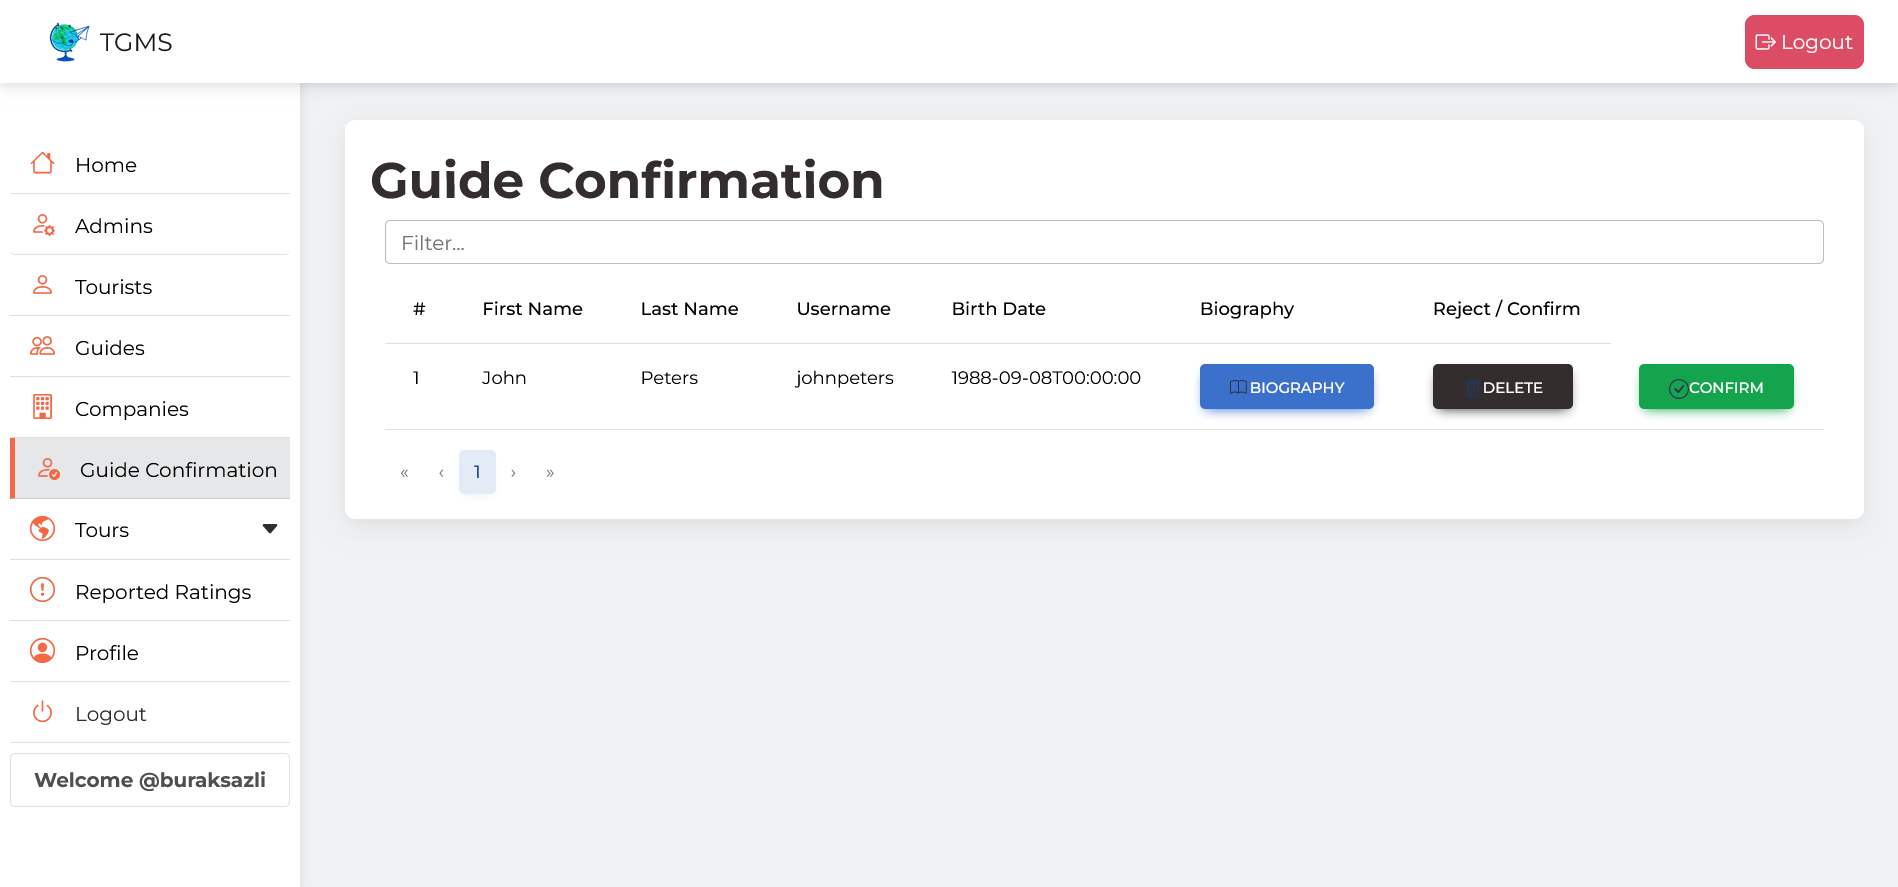 TGMS
Logout
Home
Admins
Tourists
Guides
Companies
Guide Confirmation
Tours
Reported Ratings
Profile
Logout
Welcome @buraksazli
Guide Confirmation
Filter...
# First Name Last Name Username Birth Date Biography Reject / Confirm
1 John Peters johnpeters 1988-09-08T00:00:00 BIOGRAPHY DELETE CONFIRM
« ‹ 1 › »